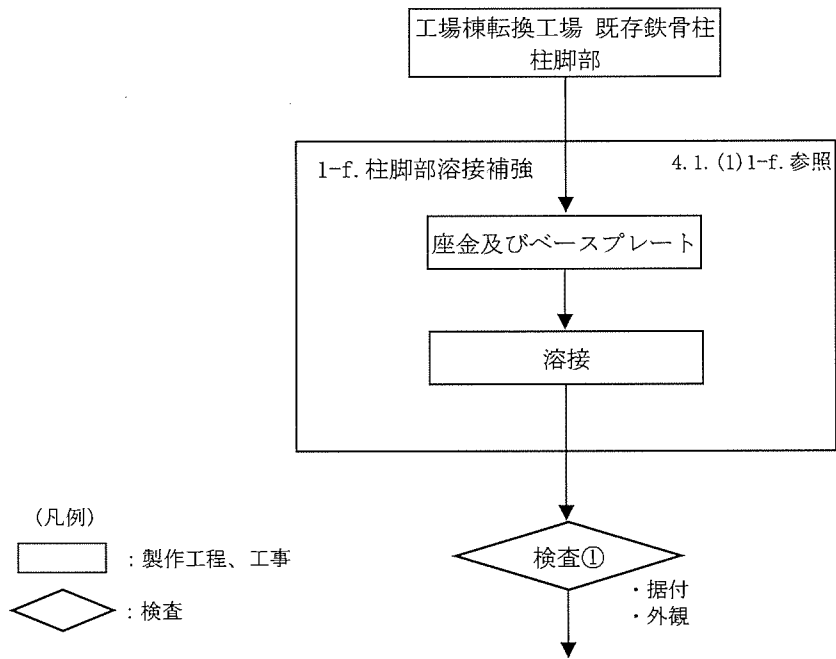 工場棟転換工場 既存鉄骨柱
柱脚部
1-f.柱脚部溶接補強
4.1.(1)1-f.参照
座金及びベースプレート
溶接
検査①
・据付
・外観
(凡例)
：製作工程、工事
：検査